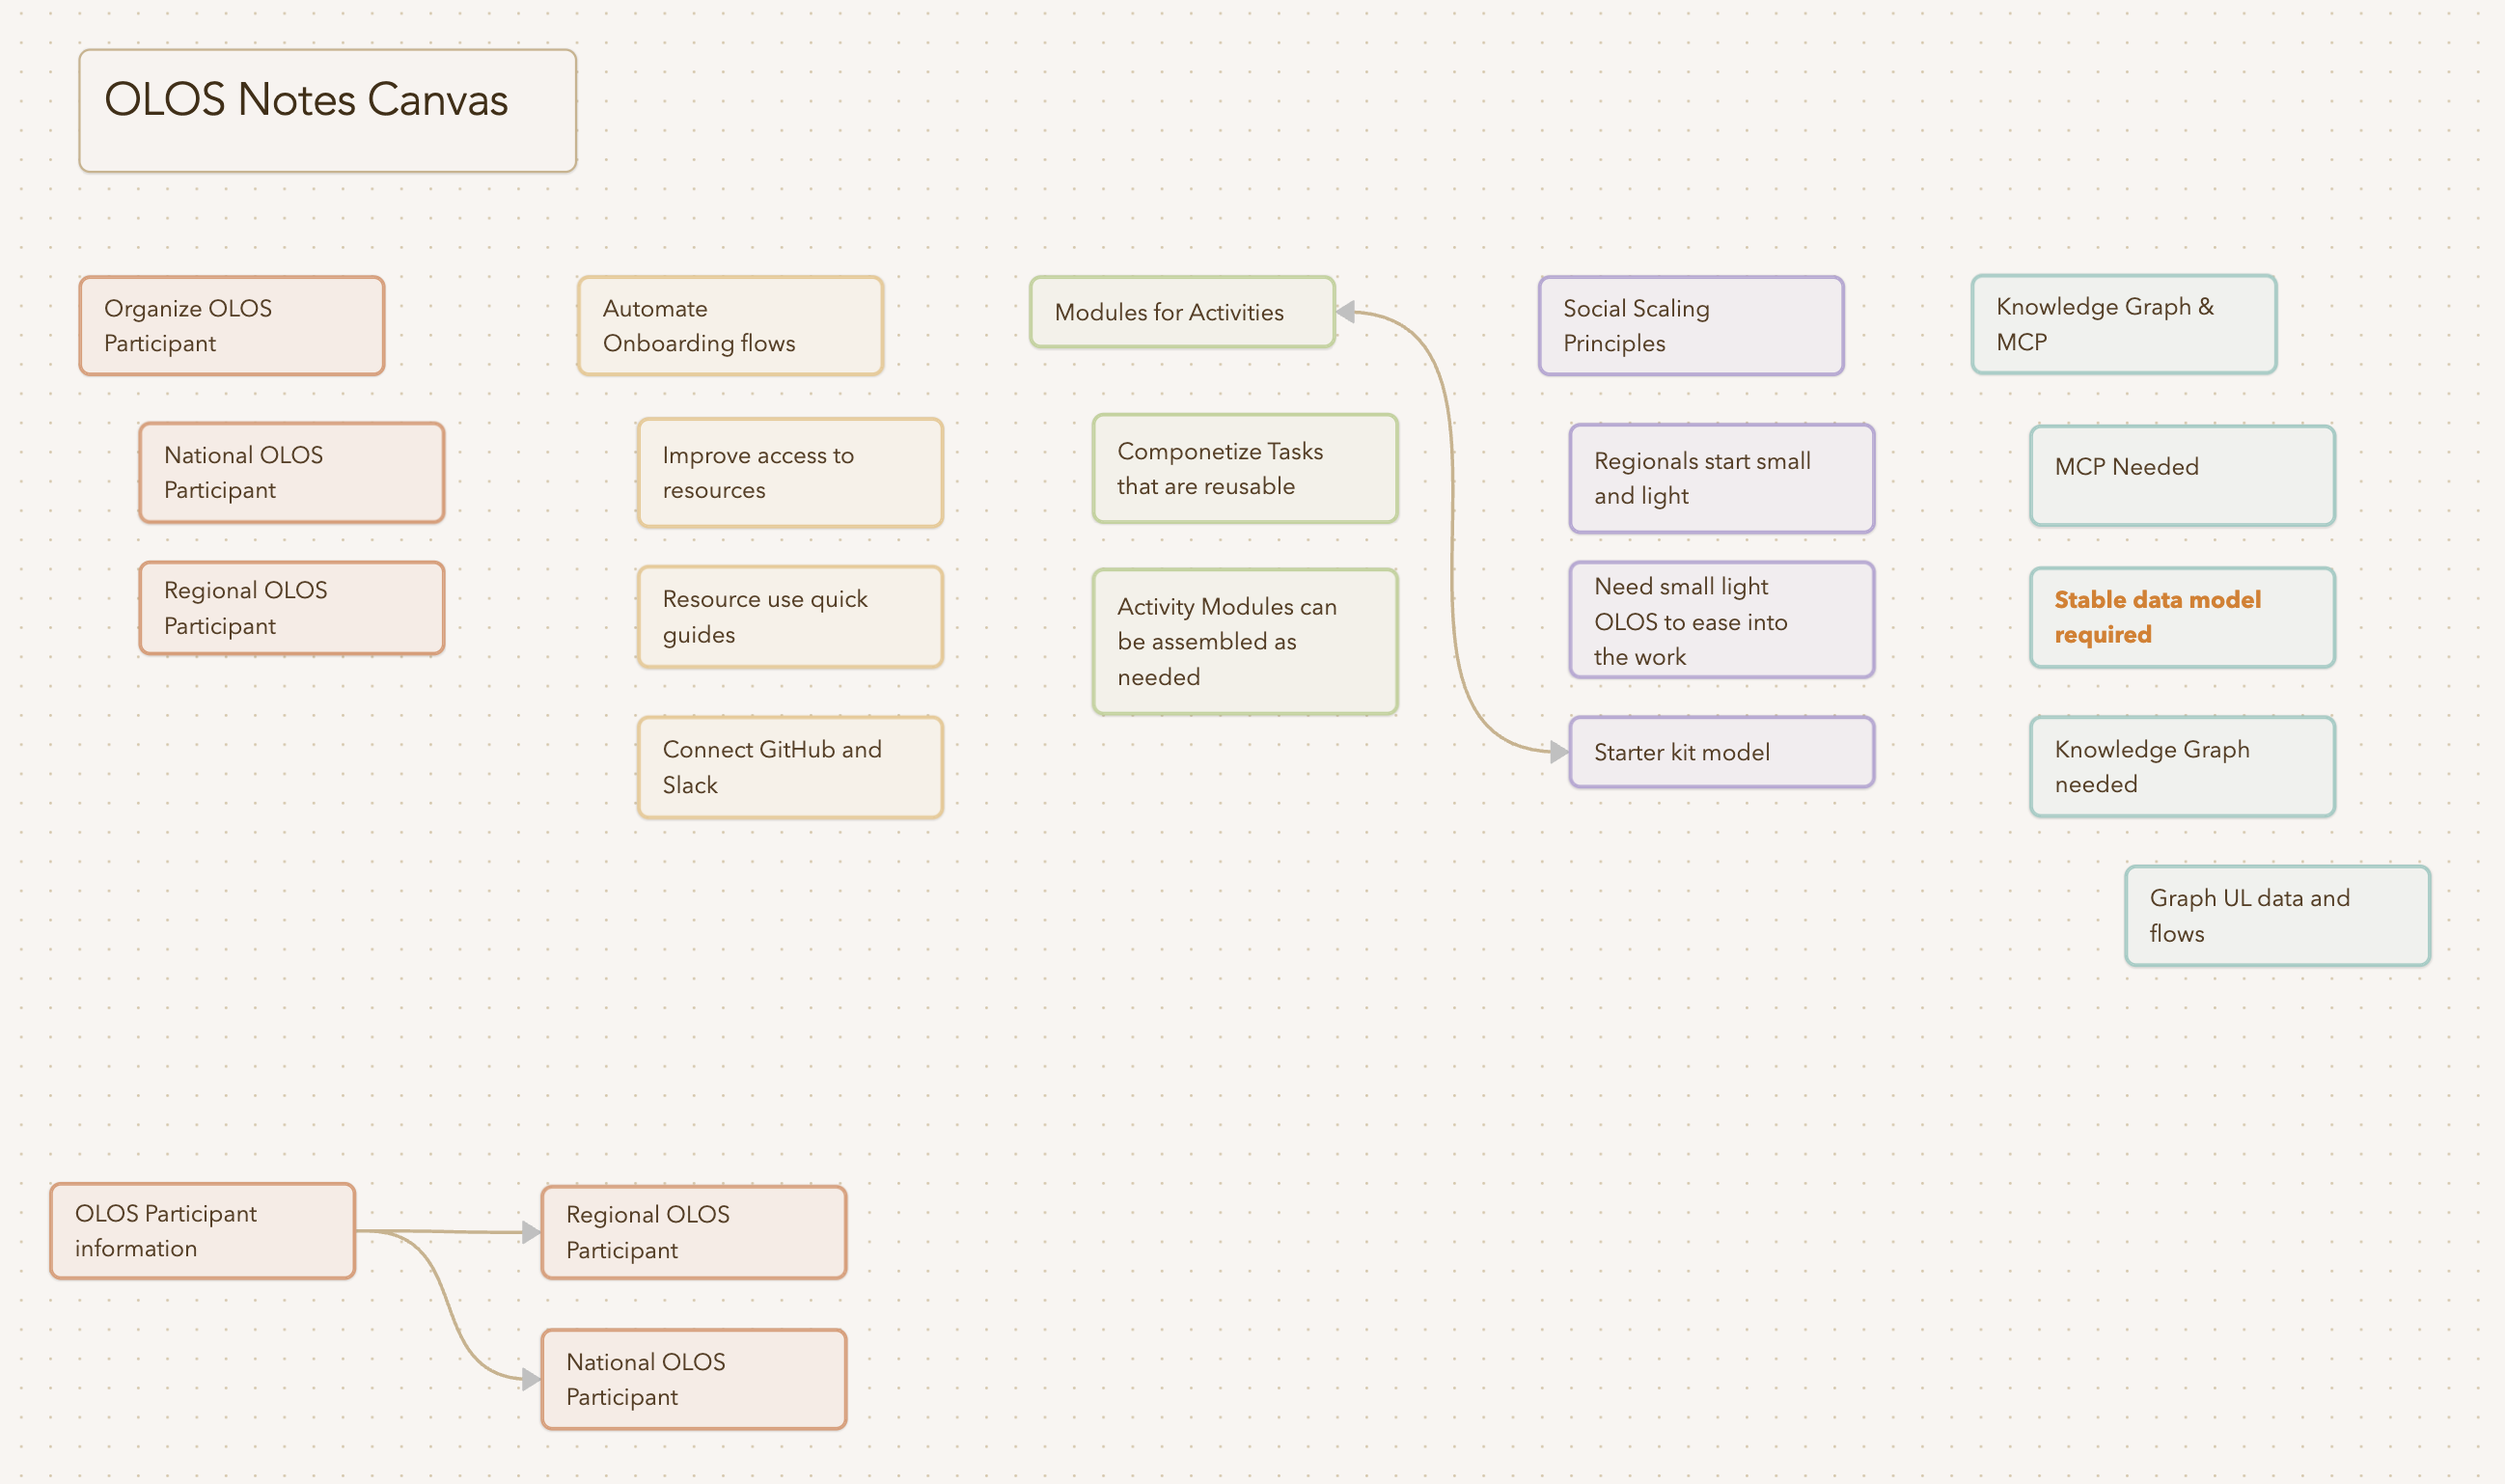 OLOS Notes Canvas
Organize OLOS
Participant
National OLOS
Participant
Regional OLOS
Participant
Automate
Onboarding flows
Improve access to
resources
Resource use quick
guides
Connect GitHub and
Slack
Modules for Activities
Componetize Tasks
that are reusable
Activity Modules can
be assembled as
needed
Social Scaling
Principles
Regionals start small
and light
Need small light
OLOS to ease into
the work
Starter kit model
Knowledge Graph &
MCP
MCP Needed
Stable data model
required
Knowledge Graph
needed
Graph UL data and
flows
OLOS Participant
information
Regional OLOS
Participant
National OLOS
Participant